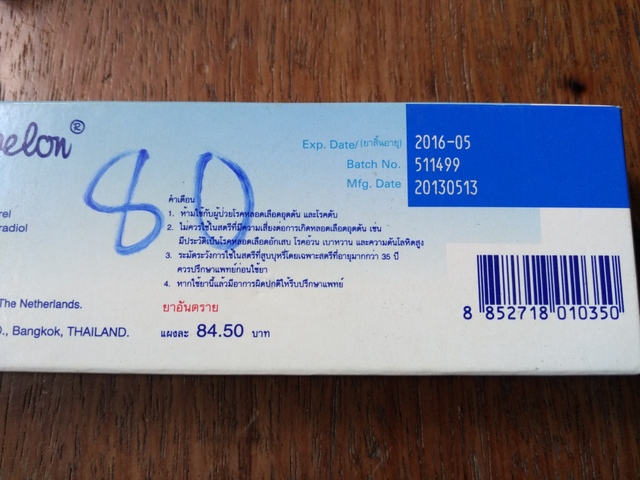 elon®
80
Exp. Date/(ยาสิ้นอายุ) 2016-05
Batch No. 511499
Mfg. Date 20130513
คำเตือน
1. ห้ามใช้กับผู้ป่วยโรคหลอดเลือดอุดตัน และโรคตับ
2. ไม่ควรใช้ในสตรีที่มีความเสี่ยงต่อการเกิดหลอดเลือดอุดตัน เช่น
มีประวัติเป็นโรคหลอดเลือดอักเสบ โรคอ้วน เบาหวาน และความดันโลหิตสูง
3. ระมัดระวังการใช้ในสตรีที่สูบบุหรี่โดยเฉพาะสตรีที่อายุมากกว่า 35 ปี
ควรปรึกษาแพทย์ก่อนใช้ยา
4. หากใช้ยานี้แล้วมีอาการผิดปกติให้รีบปรึกษาแพทย์
rel
radiol
The Netherlands.
ยาอันตราย
., Bangkok, THAILAND.
แผงละ 84.50 บาท
8 852718 010350